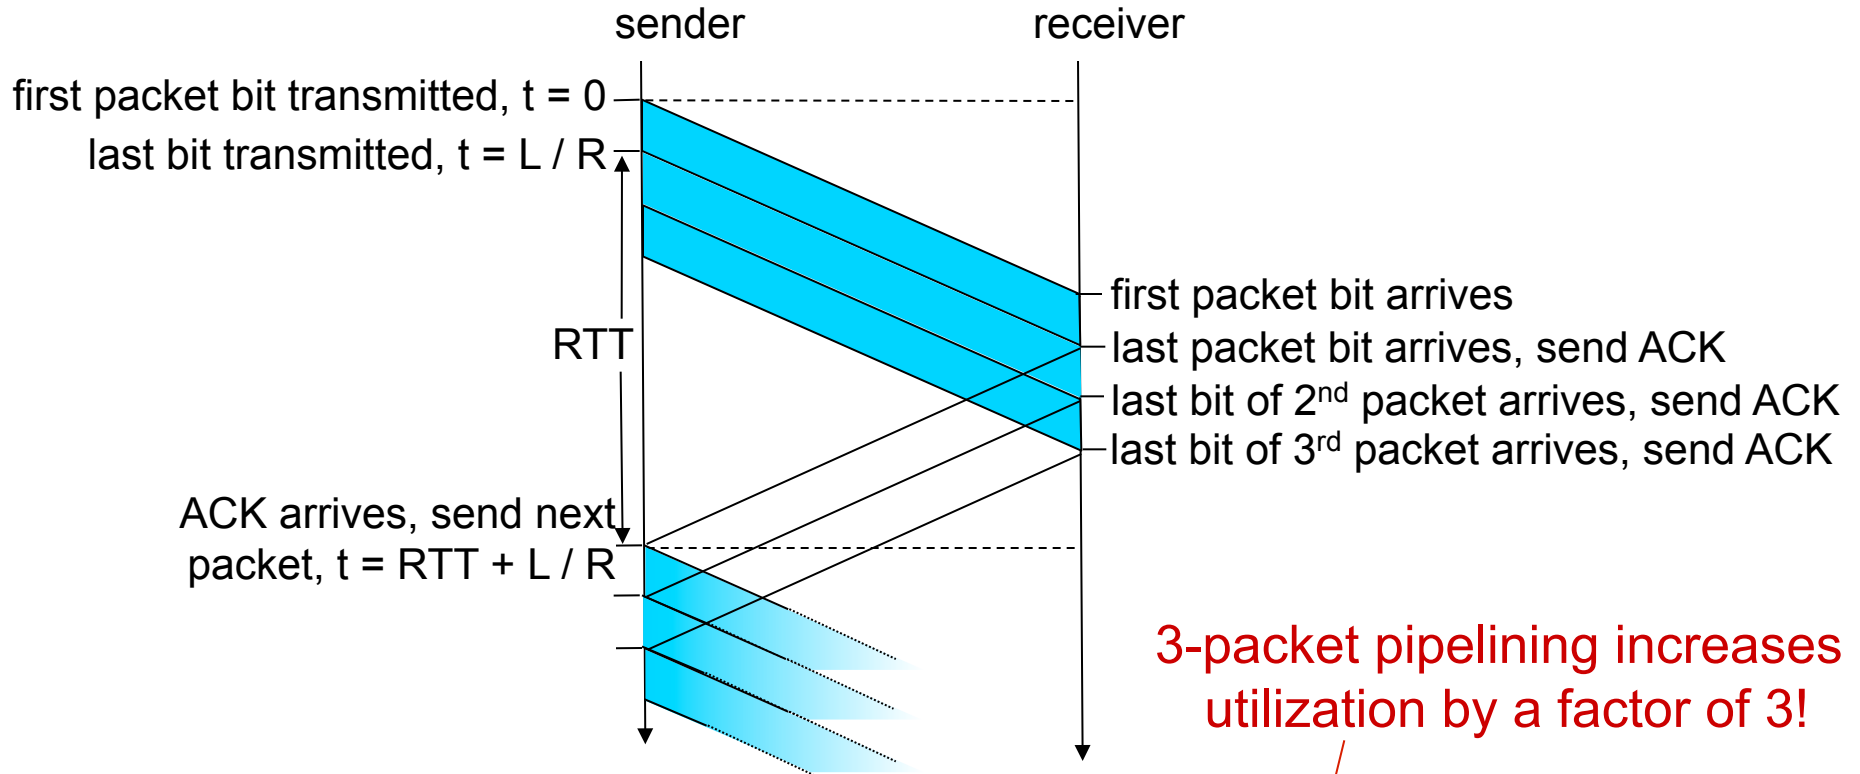 sender
receiver
first packet bit transmitted, t = 0
last bit transmitted, t = L / R
first packet bit arrives
RTT
last packet bit arrives, send ACK
last bit of 2nd packet arrives, send ACK
last bit of 3rd packet arrives, send ACK
ACK arrives, send next
packet, t = RTT + L / R
3-packet pipelining increases
utilization by a factor of 3!